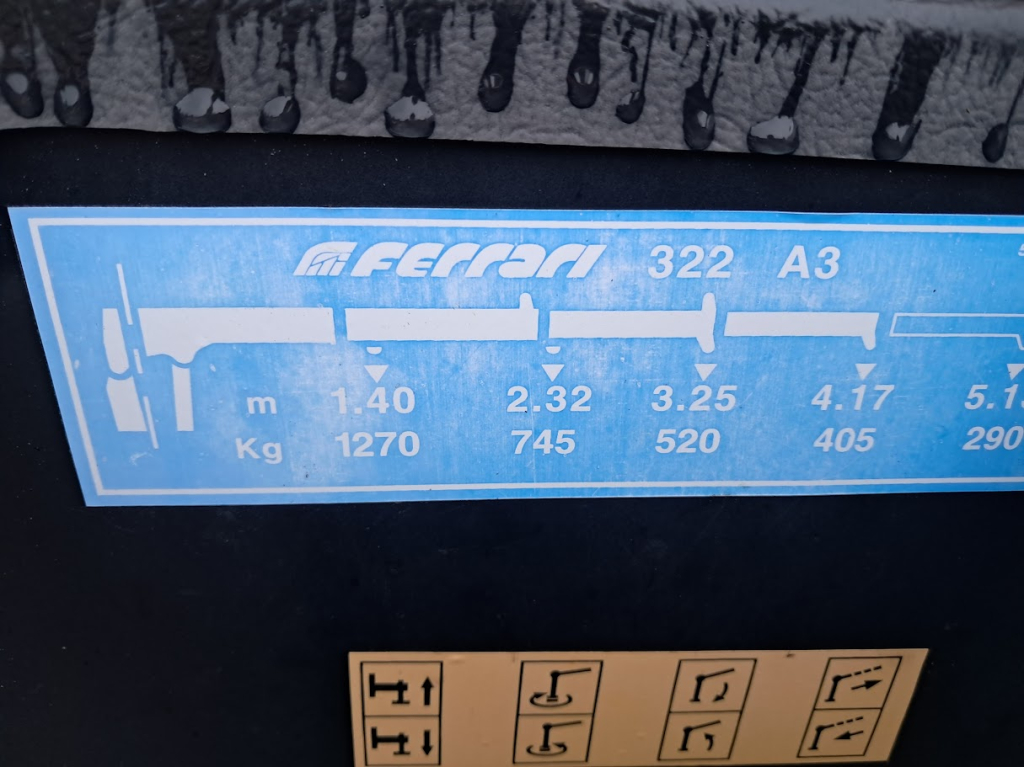 Ferrari 322 A3
m 1.40 2.32 3.25 4.17
Kg 1270 745 520 405 290